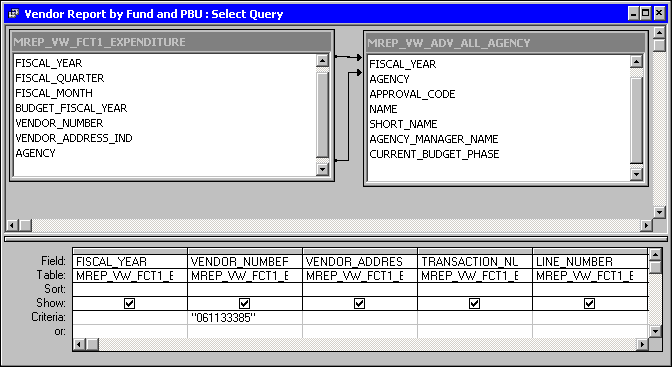 Vendor Report by Fund and PBU : Select Query
MREP_VW_FCT1_EXPENDITURE
FISCAL_YEAR
FISCAL_QUARTER
FISCAL_MONTH
BUDGET_FISCAL_YEAR
VENDOR_NUMBER
VENDOR_ADDRESS_IND
AGENCY
MREP_VW_ADV_ALL_AGENCY
FISCAL_YEAR
AGENCY
APPROVAL_CODE
NAME
SHORT_NAME
AGENCY_MANAGER_NAME
CURRENT_BUDGET_PHASE
Field: FISCAL_YEAR VENDOR_NUMBEF VENDOR_ADDRES TRANSACTION_NU LINE_NUMBER
Table: MREP_VW_FCT1_E MREP_VW_FCT1_E MREP_VW_FCT1_E MREP_VW_FCT1_E MREP_VW_FCT1_E
Sort:
Show:
Criteria: "061133385"
or: